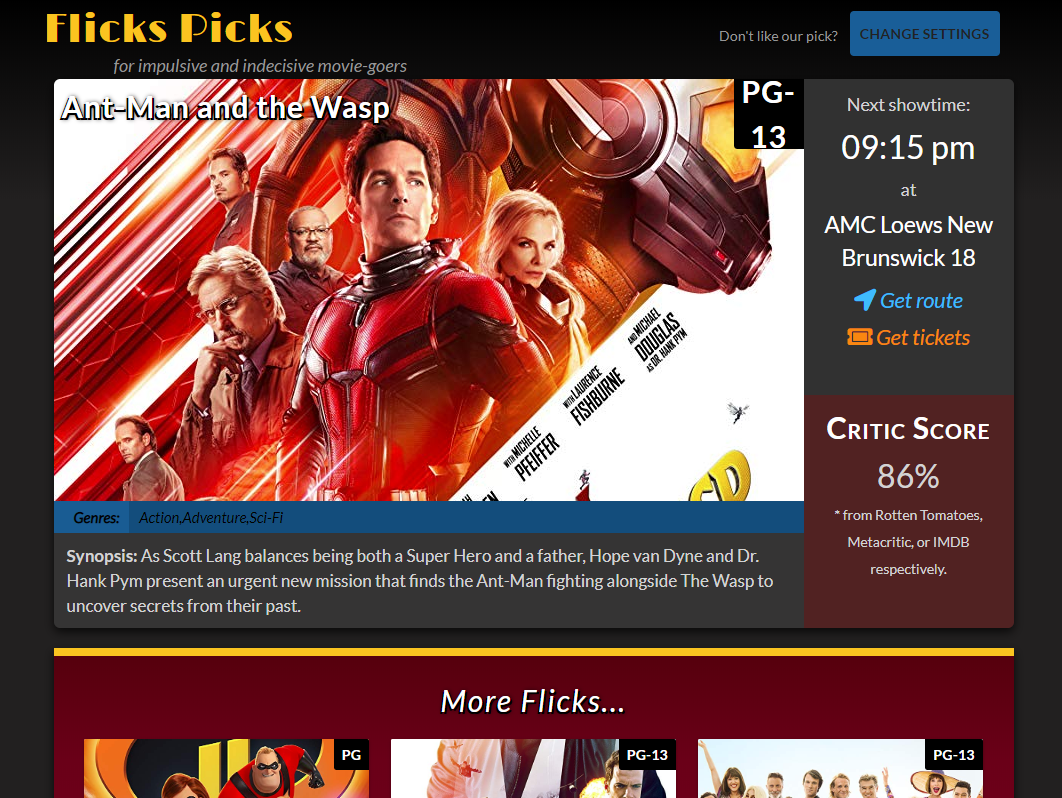 Flicks Picks
for impulsive and indecisive movie-goers
Don't like our pick?
CHANGE SETTINGS
Ant-Man and the Wasp
PG-
13
AND MICHAEL
DOUGLAS
AS DR. HANK PYM
WITH LAURENCE
FISHBURNE
WITH MICHELLE
PFEIFFER
Genres:
Action,Adventure,Sci-Fi
Synopsis: As Scott Lang balances being both a Super Hero and a father, Hope van Dyne and Dr.
Hank Pym present an urgent new mission that finds the Ant-Man fighting alongside The Wasp to
uncover secrets from their past.
Next showtime:
09:15 pm
at
AMC Loews New
Brunswick 18
Get route
Get tickets
Critic Score
86%
* from Rotten Tomatoes,
Metacritic, or IMDB
respectively.
More Flicks...
PG
PG-13
PG-13